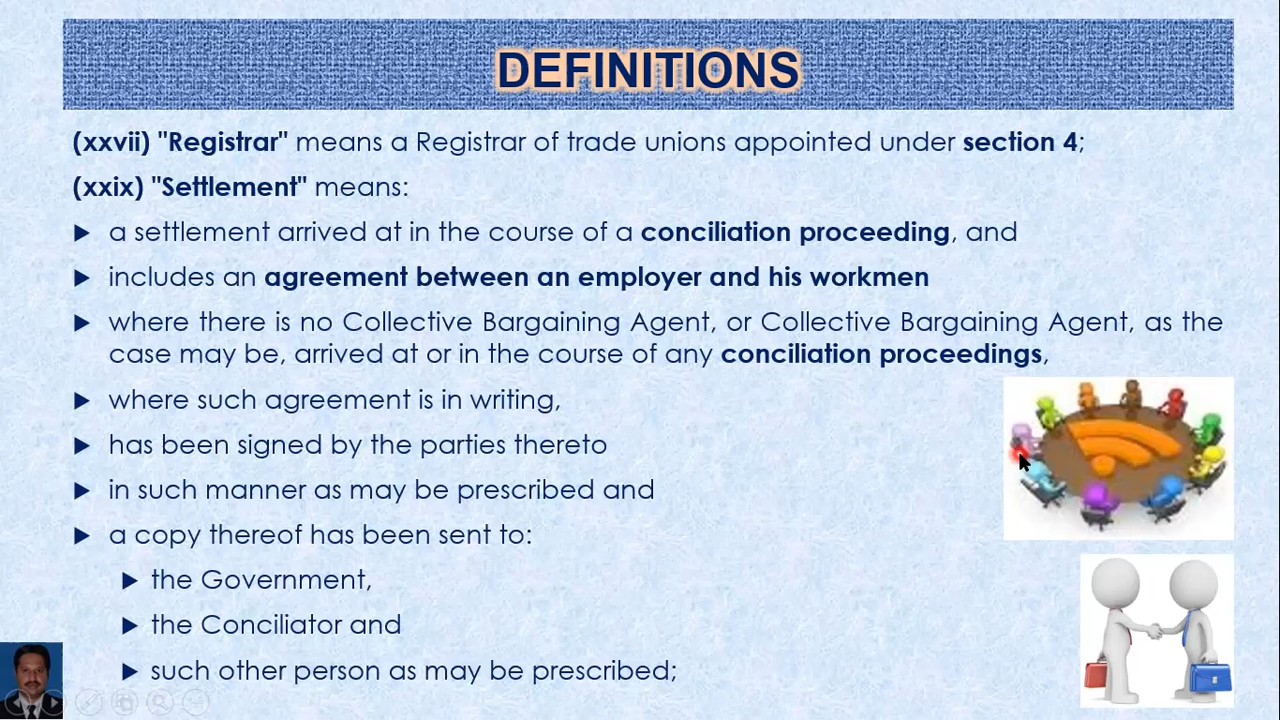 DEFINITIONS
(xxvii) "Registrar" means a Registrar of trade unions appointed under section 4;
(xxix) "Settlement" means:
a settlement arrived at in the course of a conciliation proceeding, and
includes an agreement between an employer and his workmen
where there is no Collective Bargaining Agent, or Collective Bargaining Agent, as the
case may be, arrived at or in the course of any conciliation proceedings,
where such agreement is in writing,
has been signed by the parties thereto
in such manner as may be prescribed and
a copy thereof has been sent to:
the Government,
the Conciliator and
such other person as may be prescribed;